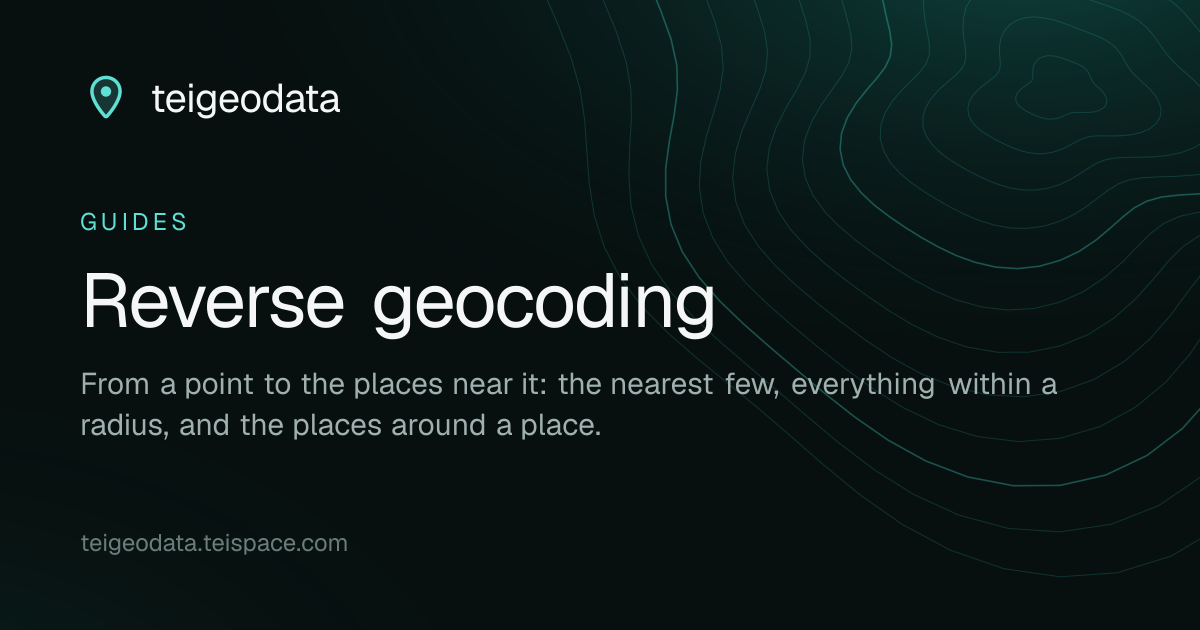 teigeodata
GUIDES
Reverse geocoding
From a point to the places near it: the nearest few, everything within a
radius, and the places around a place.
teigeodata.teispace.com